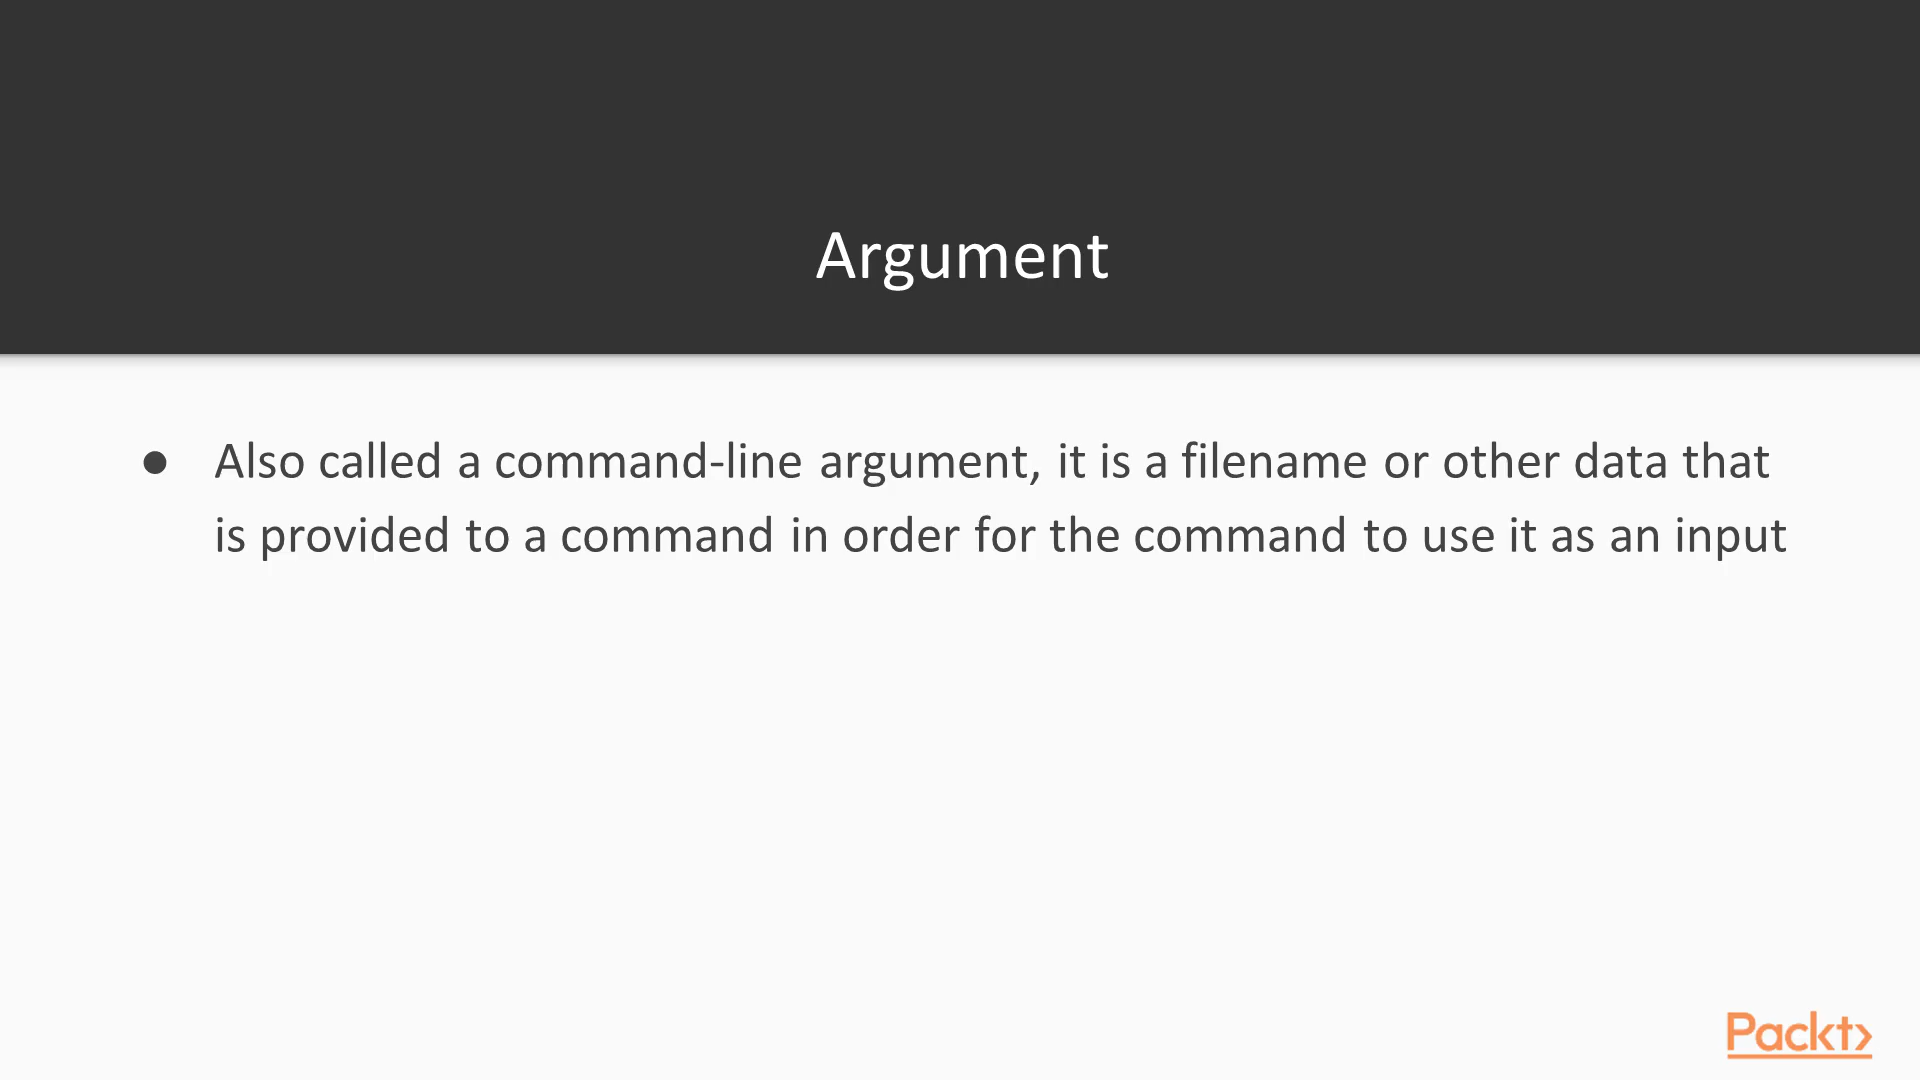 Argument
● Also called a command-line argument, it is a filename or other data that
is provided to a command in order for the command to use it as an input
Packt>